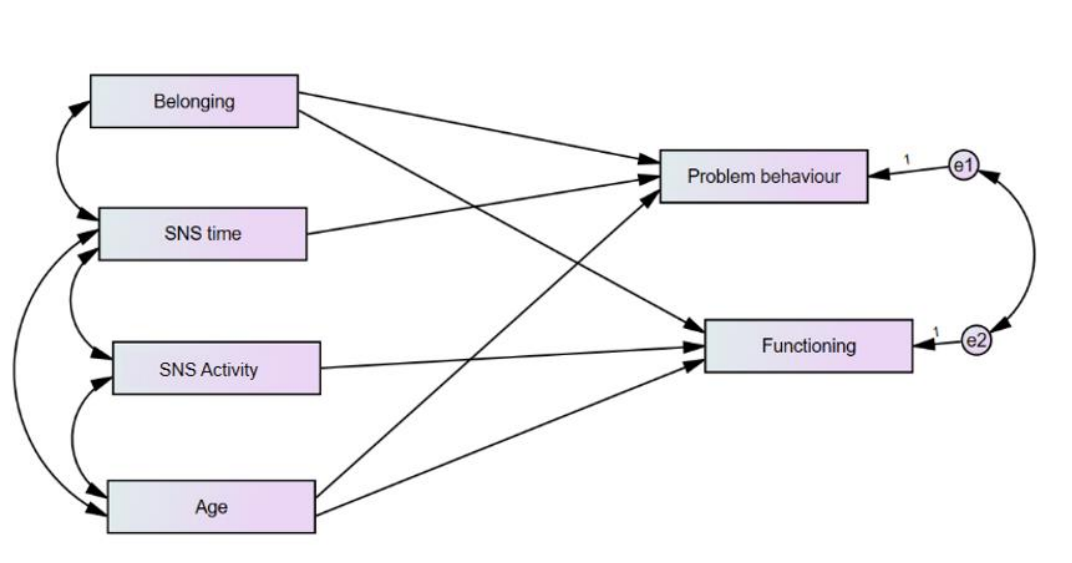 Belonging
Problem behaviour
1
e1
SNS time
Functioning
1
e2
SNS Activity
Age